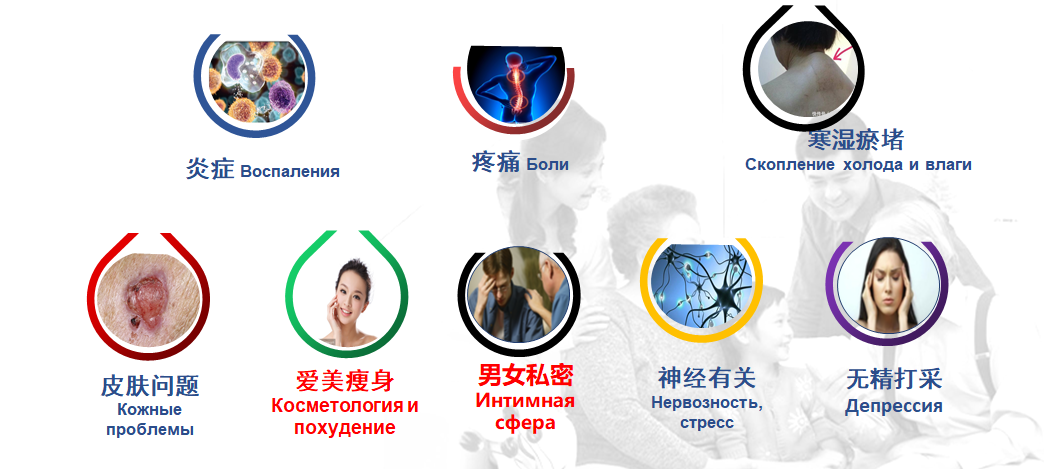 炎症 Воспаления
疼痛 Боли
寒湿瘀堵
Скопление холода и влаги
皮肤问题
Кожные
проблемы
爱美瘦身
Косметология и
похудение
男女私密
Интимная
сфера
神经有关
Нервозность,
стресс
无精打采
Депрессия